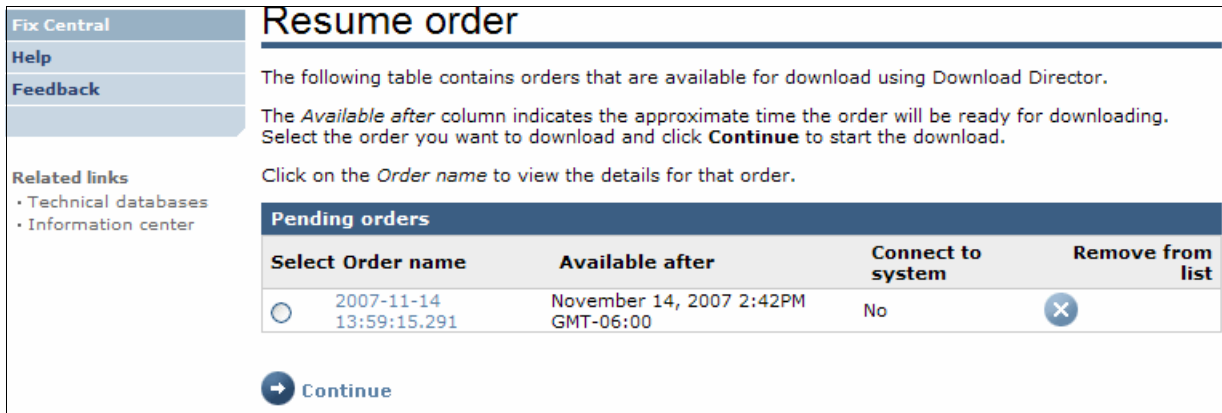 Fix Central
Help
Feedback
Related links
· Technical databases
· Information center
Resume order
The following table contains orders that are available for download using Download Director.
The Available after column indicates the approximate time the order will be ready for downloading.
Select the order you want to download and click Continue to start the download.
Click on the Order name to view the details for that order.
Pending orders
Select Order name Available after Connect to system Remove from list
2007-11-14 13:59:15.291 November 14, 2007 2:42PM GMT-06:00 No
Continue